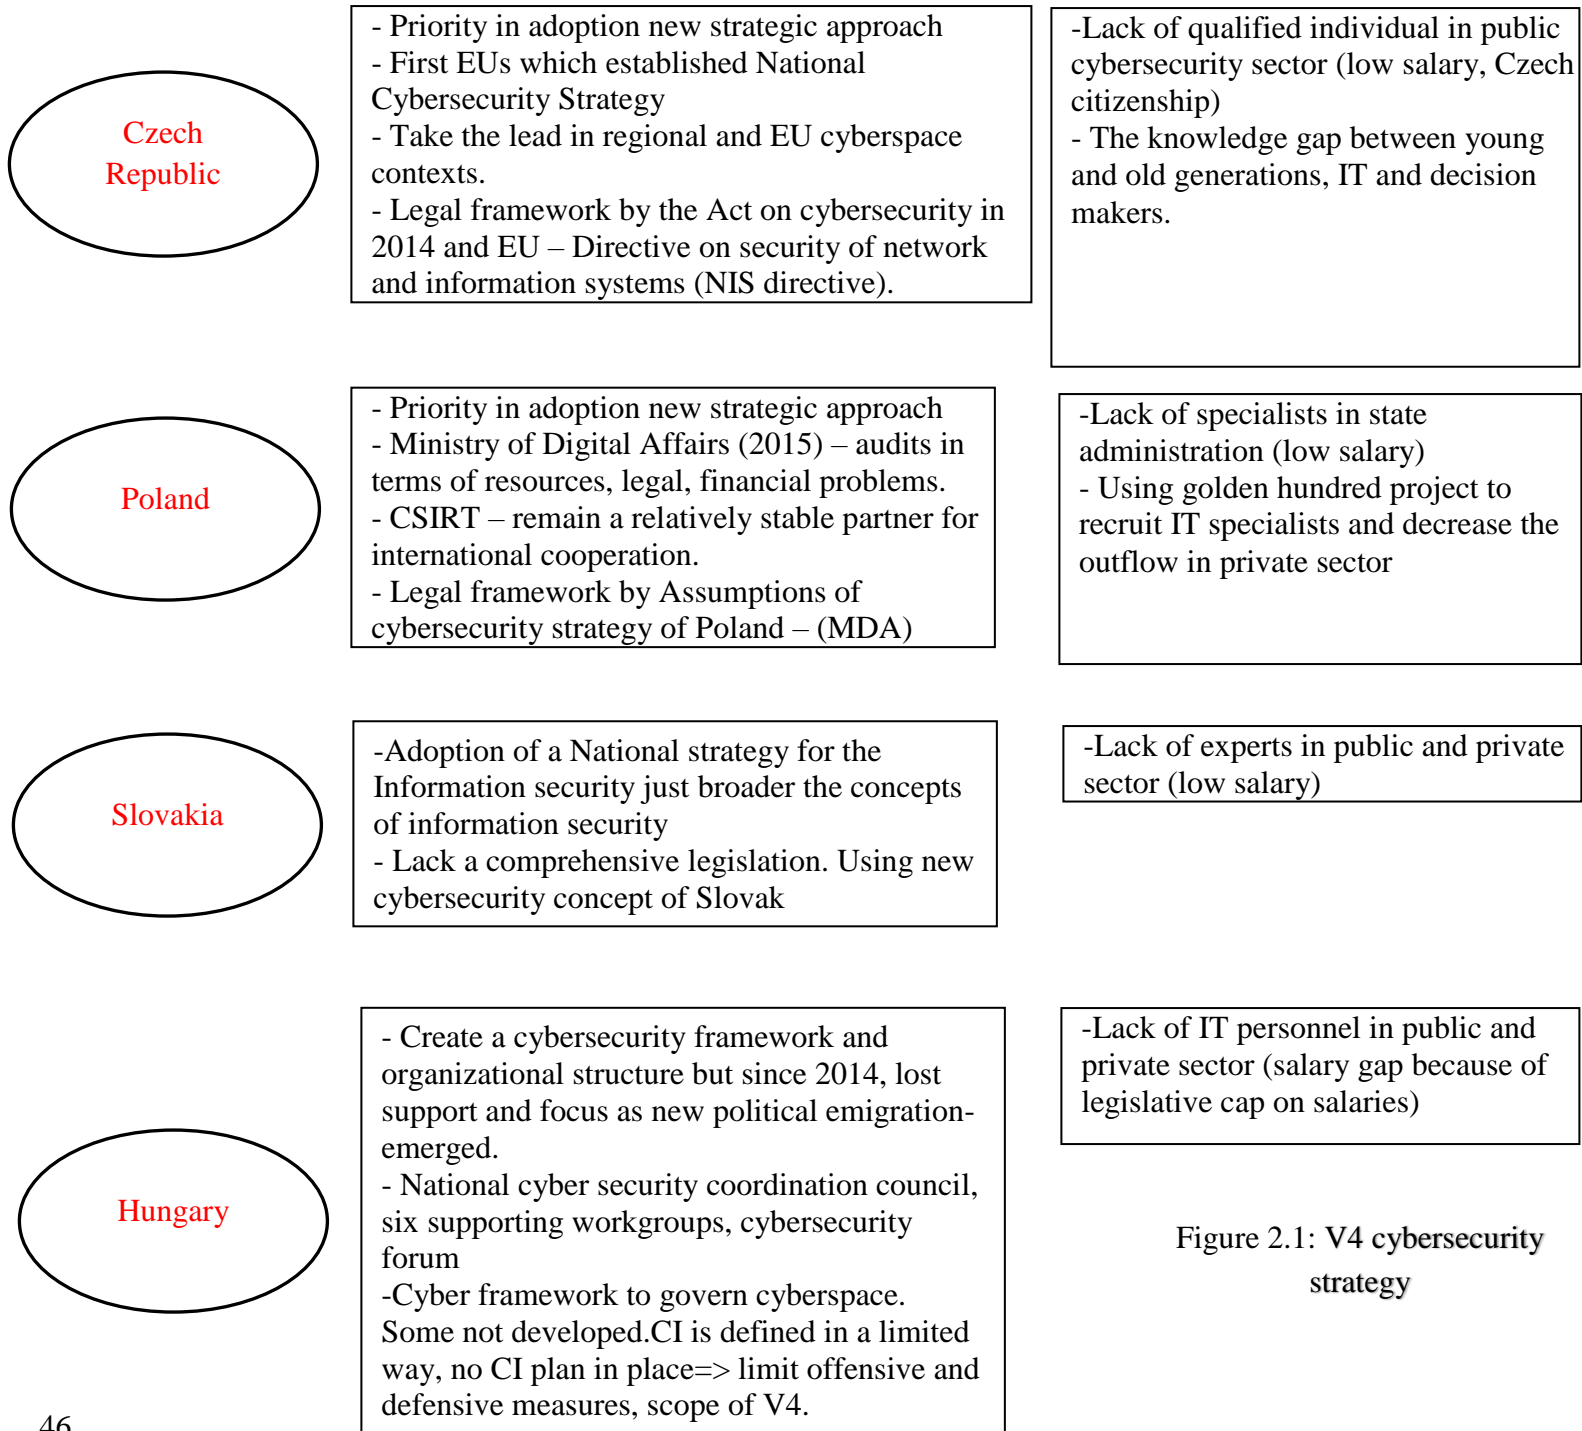 Czech
Republic
- Priority in adoption new strategic approach
- First EUs which established National
Cybersecurity Strategy
- Take the lead in regional and EU cyberspace
contexts.
- Legal framework by the Act on cybersecurity in
2014 and EU – Directive on security of network
and information systems (NIS directive).
-Lack of qualified individual in public
cybersecurity sector (low salary, Czech
citizenship)
- The knowledge gap between young
and old generations, IT and decision
makers.
Poland
- Priority in adoption new strategic approach
- Ministry of Digital Affairs (2015) – audits in
terms of resources, legal, financial problems.
- CSIRT – remain a relatively stable partner for
international cooperation.
- Legal framework by Assumptions of
cybersecurity strategy of Poland – (MDA)
-Lack of specialists in state
administration (low salary)
- Using golden hundred project to
recruit IT specialists and decrease the
outflow in private sector
Slovakia
-Adoption of a National strategy for the
Information security just broader the concepts
of information security
- Lack a comprehensive legislation. Using new
cybersecurity concept of Slovak
-Lack of experts in public and private
sector (low salary)
Hungary
- Create a cybersecurity framework and
organizational structure but since 2014, lost
support and focus as new political emigration-
emerged.
- National cyber security coordination council,
six supporting workgroups, cybersecurity
forum
-Cyber framework to govern cyberspace.
Some not developed.CI is defined in a limited
way, no CI plan in place=> limit offensive and
defensive measures, scope of V4.
-Lack of IT personnel in public and
private sector (salary gap because of
legislative cap on salaries)
Figure 2.1: V4 cybersecurity
strategy
46